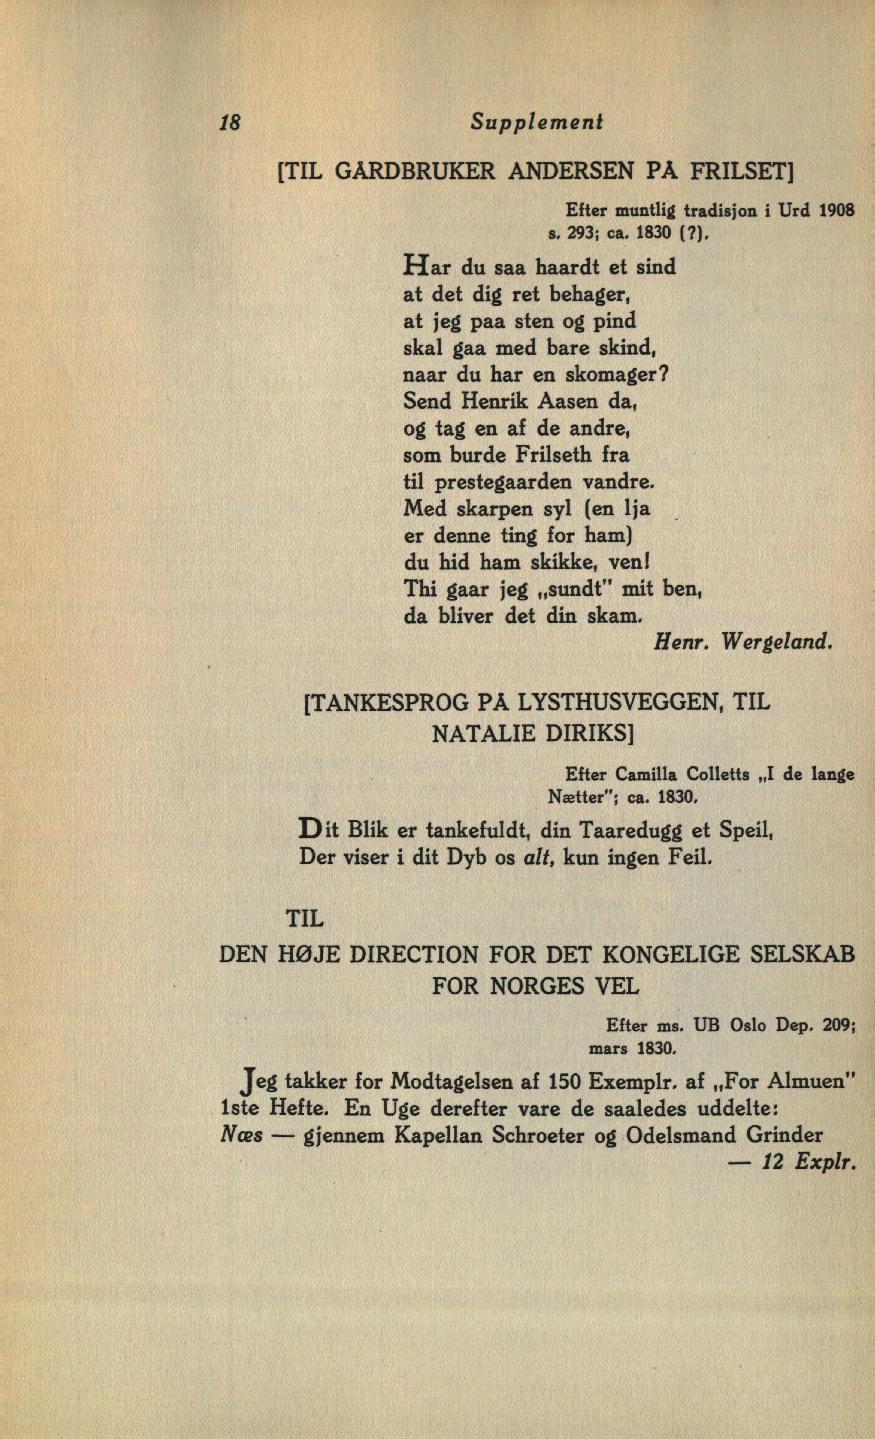 18 Supplement
[TIL GÅRDBRUKER ANDERSEN PÅ FRILSET]
Efter muntlig tradisjon i Urd 1908
s. 293; ca. 1830 (?).
Har du saa haardt et sind
at det dig ret behager,
at jeg paa sten og pind
skal gaa med bare skind,
naar du har en skomager?
Send Henrik Aasen da,
og tag en af de andre,
som burde Frilseth fra
til prestegaarden vandre.
Med skarpen syl (en lja
er denne ting for ham)
du hid ham skikke, ven!
Thi gaar jeg „sundt" mit ben,
da bliver det din skam.
Henr. Wergeland.
[TANKESPROG PÅ LYSTHUSVEGGEN, TIL
NATALIE DIRIKS]
Efter Camilla Colletts „I de lange
Nætter"; ca. 1830.
Dit Blik er tankefuldt, din Taaredugg et Speil,
Der viser i dit Dyb os alt, kun ingen Feil.
TIL
DEN HØJE DIRECTION FOR DET KONGELIGE SELSKAB
FOR NORGES VEL
Efter ms. UB Oslo Dep. 209;
mars 1830.
Jeg takker for Modtagelsen af 150 Exemplr. af „For Almuen"
1ste Hefte. En Uge derefter vare de saaledes uddelte:
Næs — gjennem Kapellan Schroeter og Odelsmand Grinder
— 12 Explr.